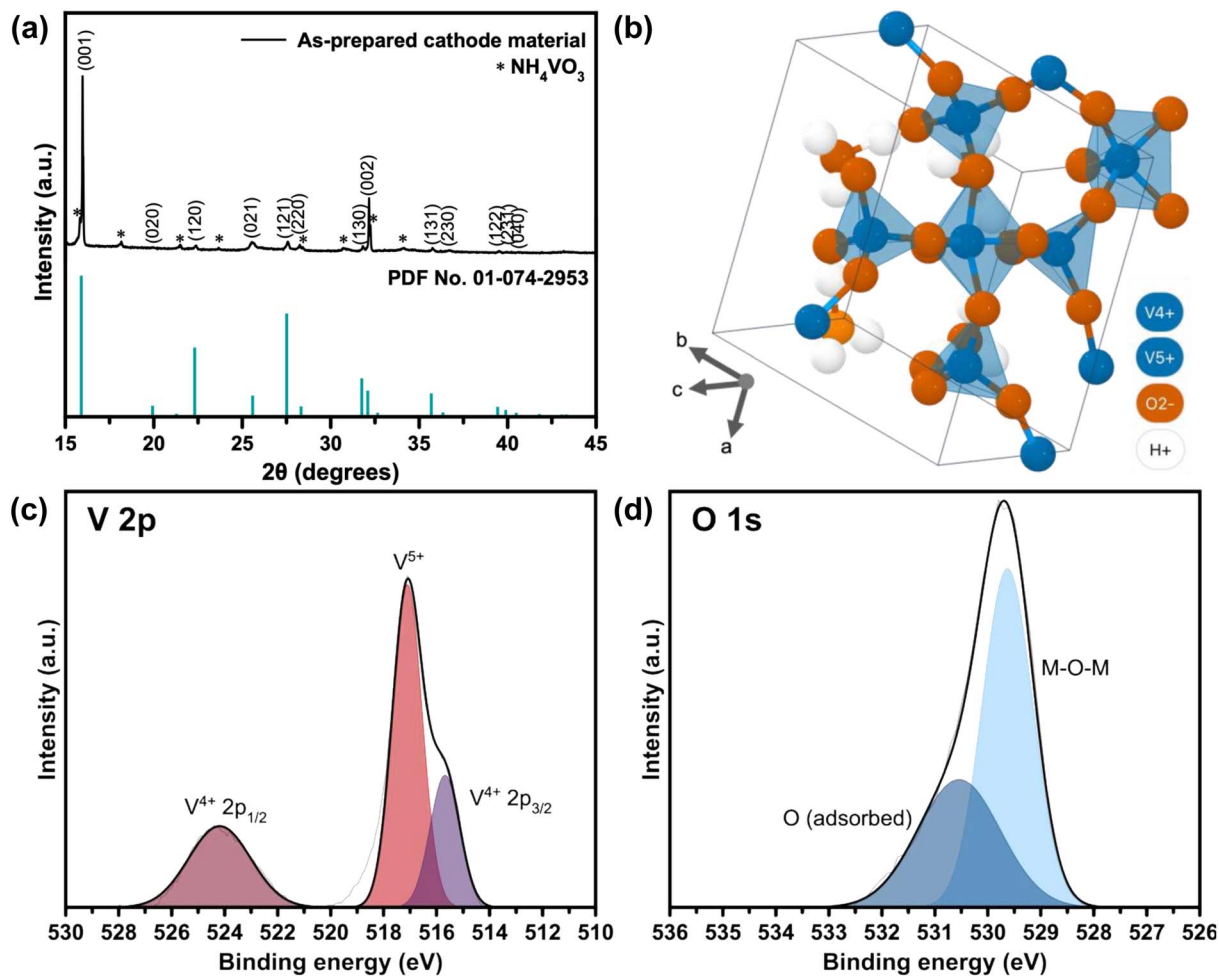 (a)
As-prepared cathode material
* NH₄VO₃
(001)
(002)
(020)
(120)
(021)
(121)
(220)
(130)
(131)
(230)
(122)
(231)
(040)
* * * * * * * *
PDF No. 01-074-2953
Intensity (a.u.)
15 20 25 30 35 40 45
2θ (degrees)
(b)
b
c
a
V4+
V5+
O2-
H+
(c)
V 2p
V⁵⁺
V⁴⁺ 2p₁/₂
V⁴⁺ 2p₃/₂
Intensity (a.u.)
530 528 526 524 522 520 518 516 514 512 510
Binding energy (eV)
(d)
O 1s
M-O-M
O (adsorbed)
Intensity (a.u.)
536 535 534 533 532 531 530 529 528 527 526
Binding energy (eV)